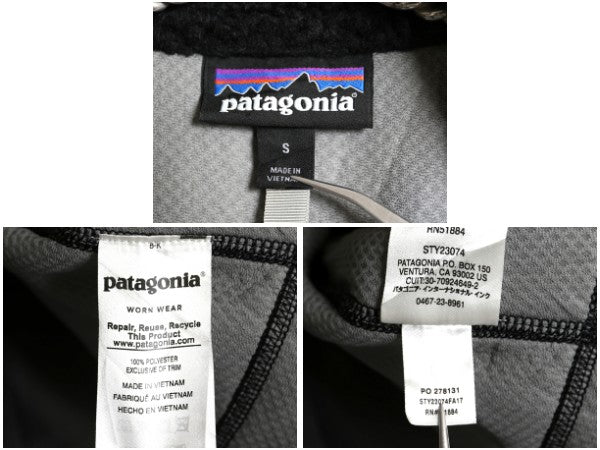 patagonia®
S
MADE IN
VIETNAM
B-K
patagonia®
WORN WEAR
Repair, Reuse, Recycle
This Product
www.patagonia.com
100% POLYESTER
EXCLUSIVE OF TRIM
MADE IN VIETNAM
FABRIQUÉ AU VIETNAM
HECHO EN VIETNAM
RN51884
STY23074
PATAGONIA P.O. BOX 150
VENTURA, CA 93002 US
CUIT:30-70924649-2
パタゴニア・インターナショナル・インク
0467-23-8961
PO 278131
STY23074FA17